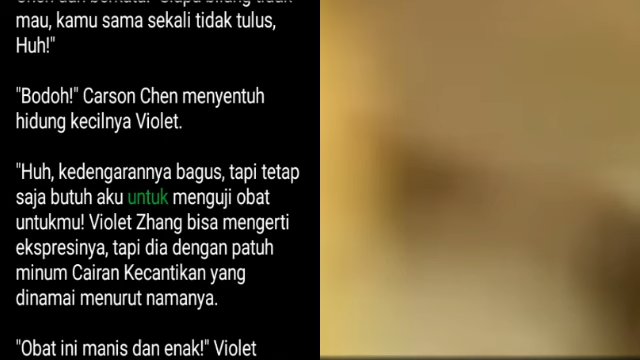 mau, kamu sama sekali tidak tulus,
Huh!"
"Bodoh!" Carson Chen menyentuh
hidung kecilnya Violet.
"Huh, kedengarannya bagus, tapi tetap
saja butuh aku untuk menguji obat
untukmu! Violet Zhang bisa mengerti
ekspresinya, tapi dia dengan patuh
minum Cairan Kecantikan yang
dinamai menurut namanya.
"Obat ini manis dan enak!" Violet